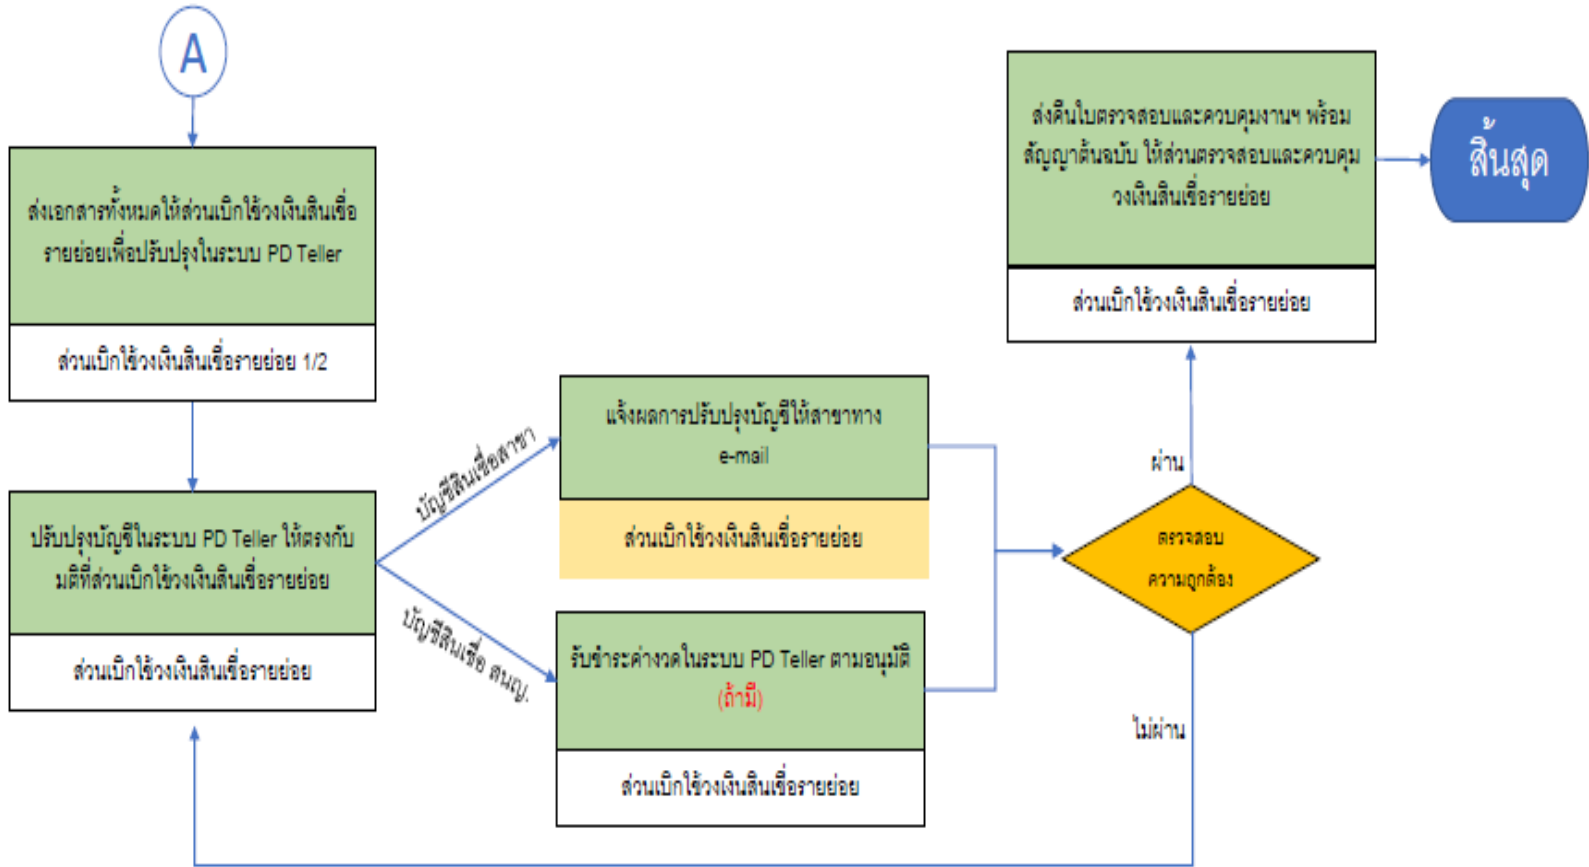 A
ส่งเอกสารทั้งหมดให้ส่วนเบิกใช้วงเงินสินเชื่อ
รายย่อยเพื่อปรับปรุงในระบบ PD Teller
ส่วนเบิกใช้วงเงินสินเชื่อรายย่อย 1/2
ปรับปรุงบัญชีในระบบ PD Teller ให้ตรงกับ
มติที่ส่วนเบิกใช้วงเงินสินเชื่อรายย่อย
ส่วนเบิกใช้วงเงินสินเชื่อรายย่อย
บัญชีสินเชื่อสาขา
แจ้งผลการปรับปรุงบัญชีให้สาขาทาง
e-mail
ส่วนเบิกใช้วงเงินสินเชื่อรายย่อย
บัญชีสินเชื่อ สนญ.
รับชำระค่างวดในระบบ PD Teller ตามอนุมัติ
(ถ้ามี)
ส่วนเบิกใช้วงเงินสินเชื่อรายย่อย
ตรวจสอบ
ความถูกต้อง
ผ่าน
ไม่ผ่าน
ส่งคืนใบตรวจสอบและควบคุมงานฯ พร้อม
สัญญาต้นฉบับ ให้ส่วนตรวจสอบและควบคุม
วงเงินสินเชื่อรายย่อย
ส่วนเบิกใช้วงเงินสินเชื่อรายย่อย
สิ้นสุด